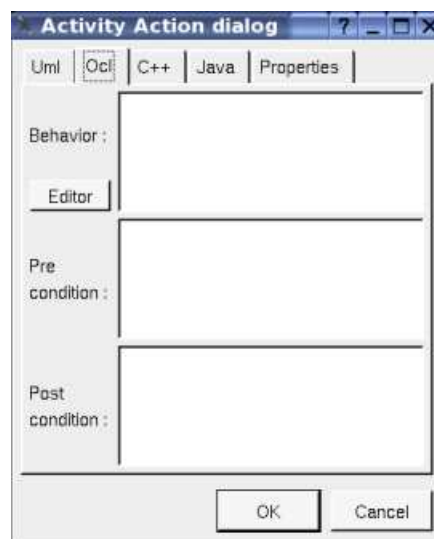 Activity Action dialog ? _
Uml Ocl C++ Java Properties
Behavior :
Editor
Pre
condition :
Post
condition :
OK Cancel